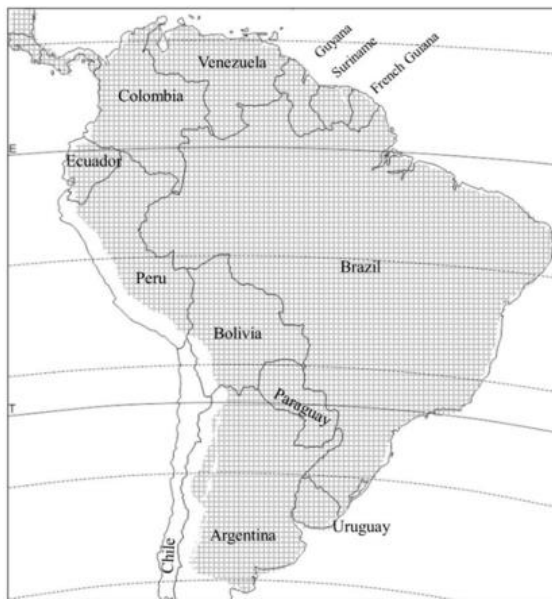 Guyana
Suriname
French Guiana
Venezuela
Colombia
E
Ecuador
Peru
Brazil
Bolivia
T
Paraguay
Argentina
Uruguay
Chile